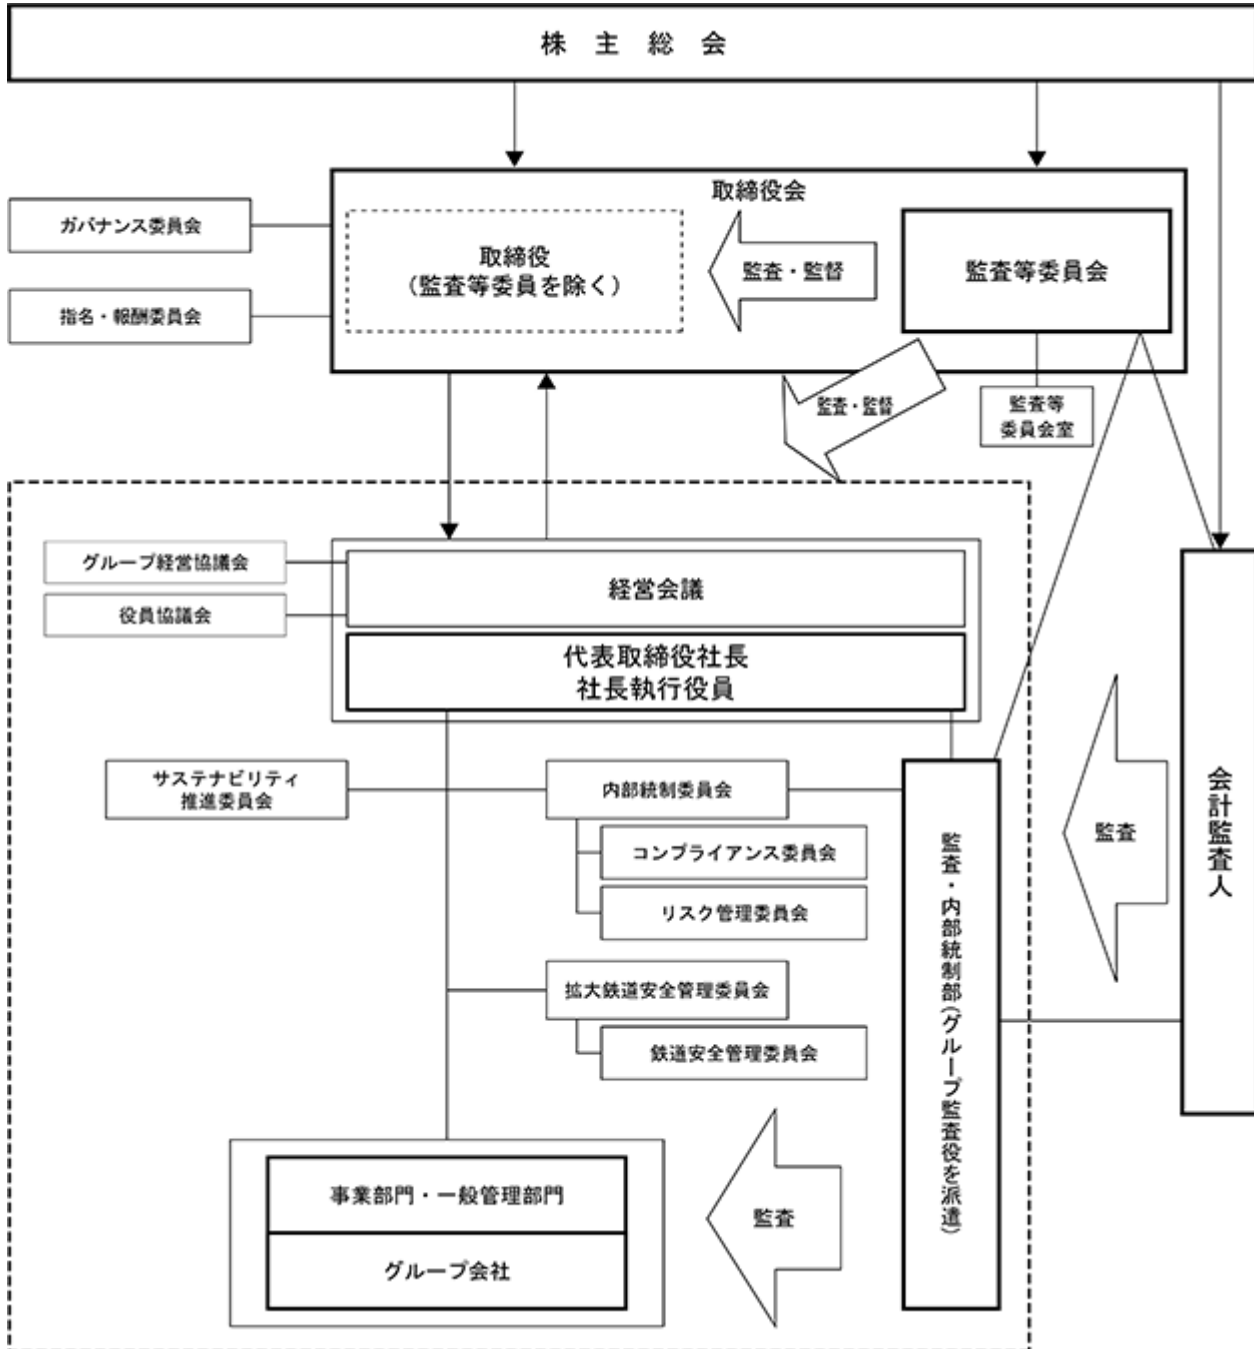 株主総会
取締役会
ガバナンス委員会
指名・報酬委員会
取締役
（監査等委員を除く）
監査・監督
監査等委員会
監査・監督
監査等
委員会室
グループ経営協議会
役員協議会
経営会議
代表取締役社長
社長執行役員
サステナビリティ
推進委員会
内部統制委員会
コンプライアンス委員会
リスク管理委員会
拡大鉄道安全管理委員会
鉄道安全管理委員会
監査・内部統制部（グループ監査役を派遣）
監査
会計監査人
事業部門・一般管理部門
グループ会社
監査